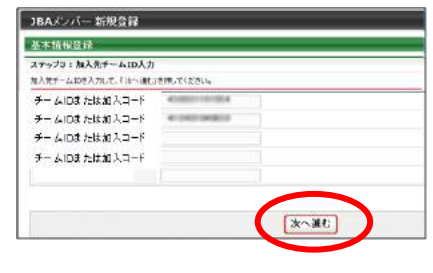 JBAメンバー 新規登録
基本情報登録
ステップ3：加入先チームID入力
加入先チームIDを入力して、「次へ進む」を押してください。
チームIDまたは加入コード
チームIDまたは加入コード
チームIDまたは加入コード
チームIDまたは加入コード
次へ進む